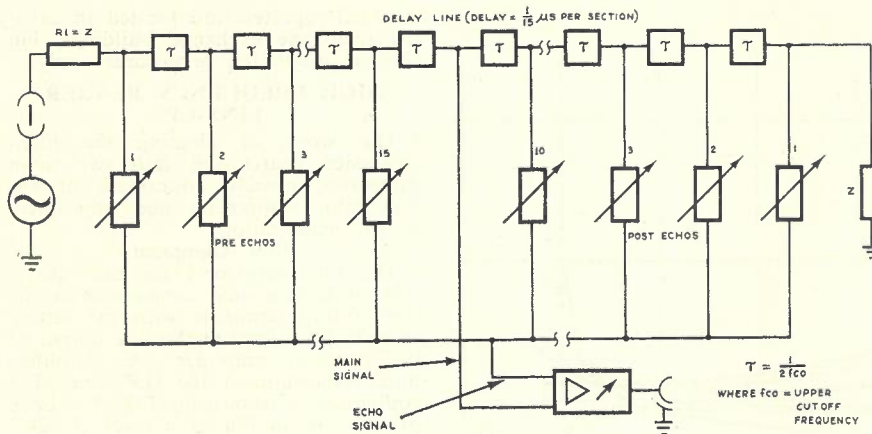 DELAY LINE (DELAY = 1/15 µS PER SECTION)
R1 = Z
τ τ τ τ τ τ τ
1 2 3 15 10 3 2 1
Z
PRE ECHOS
POST ECHOS
MAIN
SIGNAL
ECHO
SIGNAL
τ = 1/2fco
WHERE fco = UPPER
CUTOFF
FREQUENCY